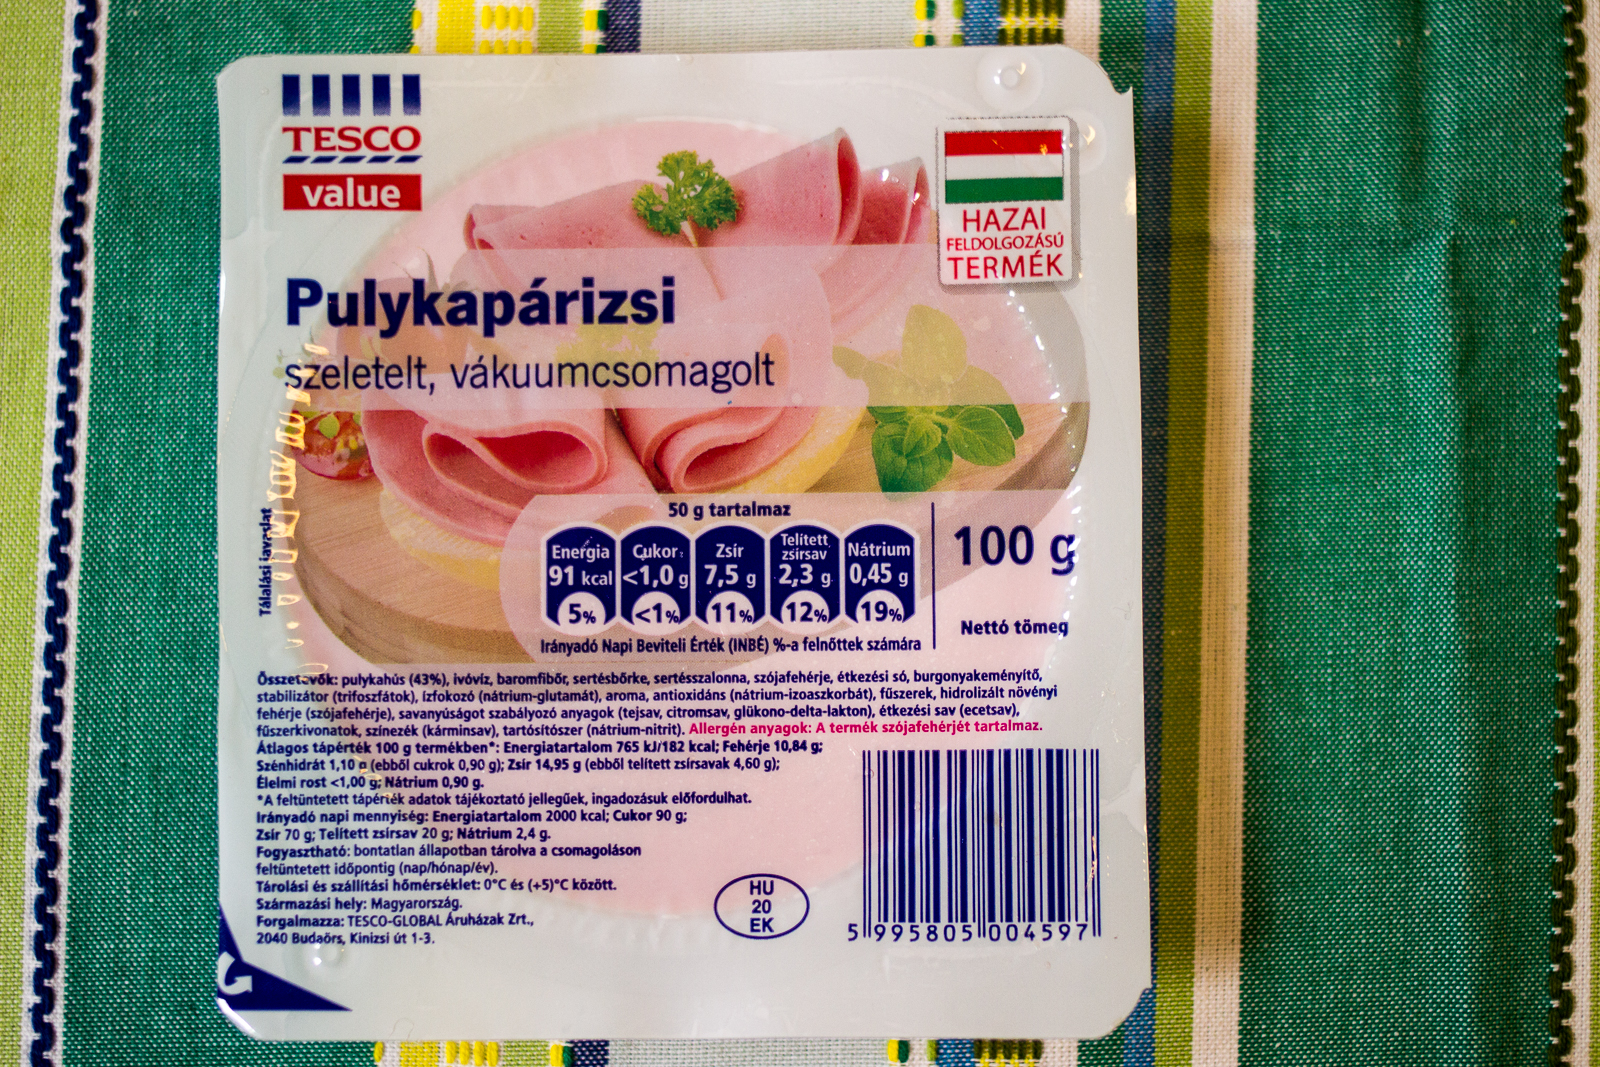 TESCO
value
HAZAI
FELDOLGOZÁSÚ
TERMÉK
Pulykapárizsi
szeletelt, vákuumcsomagolt
Tálalási javaslat
50 g tartalmaz
Energia 91 kcal 5%
Cukor <1,0 g <1%
Zsír 7,5 g 11%
Telített zsírsav 2,3 g 12%
Nátrium 0,45 g 19%
Irányadó Napi Beviteli Érték (INBÉ) %-a felnőttek számára
100 g
Nettó tömeg
Összetevők: pulykahús (43%), ivóvíz, baromfibőr, sertésbőrke, sertésszalonna, szójafehérje, étkezési só, burgonyakeményítő,
stabilizátor (trifoszfátok), ízfokozó (nátrium-glutamát), aroma, antioxidáns (nátrium-izoaszkorbát), fűszerek, hidrolizált növényi
fehérje (szójafehérje), savanyúságot szabályozó anyagok (tejsav, citromsav, glükono-delta-lakton), étkezési sav (ecetsav),
fűszerkivonatok, színezék (kárminsav), tartósítószer (nátrium-nitrit). Allergén anyagok: A termék szójafehérjét tartalmaz.
Átlagos tápérték 100 g termékben*: Energiatartalom 765 kJ/182 kcal; Fehérje 10,84 g;
Szénhidrát 1,10 g (ebből cukrok 0,90 g); Zsír 14,95 g (ebből telített zsírsavak 4,60 g);
Élelmi rost <1,00 g; Nátrium 0,90 g.
*A feltüntetett tápérték adatok tájékoztató jellegűek, ingadozásuk előfordulhat.
Irányadó napi mennyiség: Energiatartalom 2000 kcal; Cukor 90 g;
Zsír 70 g; Telített zsírsav 20 g; Nátrium 2,4 g.
Fogyasztható: bontatlan állapotban tárolva a csomagoláson
feltüntetett időpontig (nap/hónap/év).
Tárolási és szállítási hőmérséklet: 0°C és (+5)°C között.
Származási hely: Magyarország.
Forgalmazza: TESCO-GLOBAL Áruházak Zrt.,
2040 Budaörs, Kinizsi út 1-3.
HU
20
EK
5 995805 004597